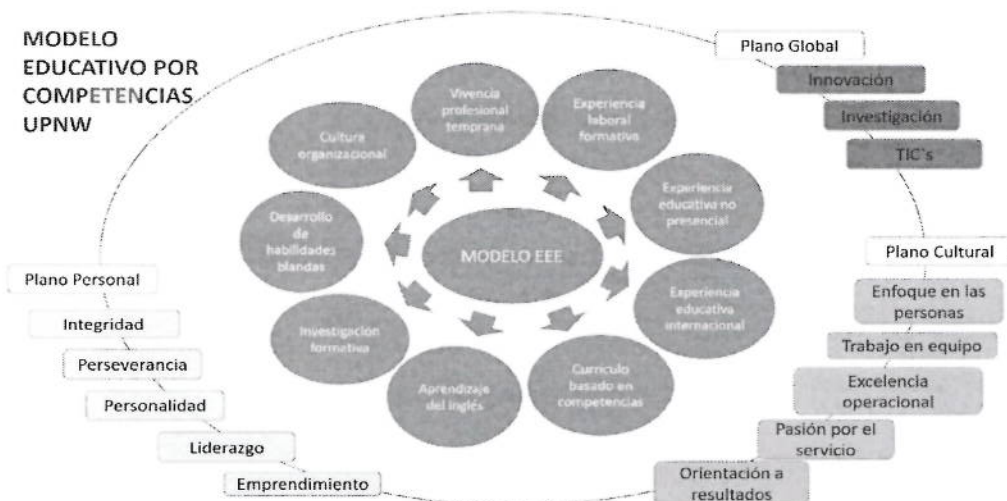 MODELO
EDUCATIVO POR
COMPETENCIAS
UPNW
Plano Global
Innovación
Investigación
TIC`s
Vivencia
profesional
temprana
Experiencia
laboral
formativa
Cultura
organizacional
Experiencia
educativa no
presencial
Desarrollo
de
habilidades
blandas
MODELO EEE
Plano Cultural
Enfoque en las
personas
Trabajo en equipo
Excelencia
operacional
Pasión por el
servicio
Orientación a
resultados
Experiencia
educativa
internacional
Investigación
formativa
Aprendizaje
del inglés
Currículo
basado en
competencias
Plano Personal
Integridad
Perseverancia
Personalidad
Liderazgo
Emprendimiento